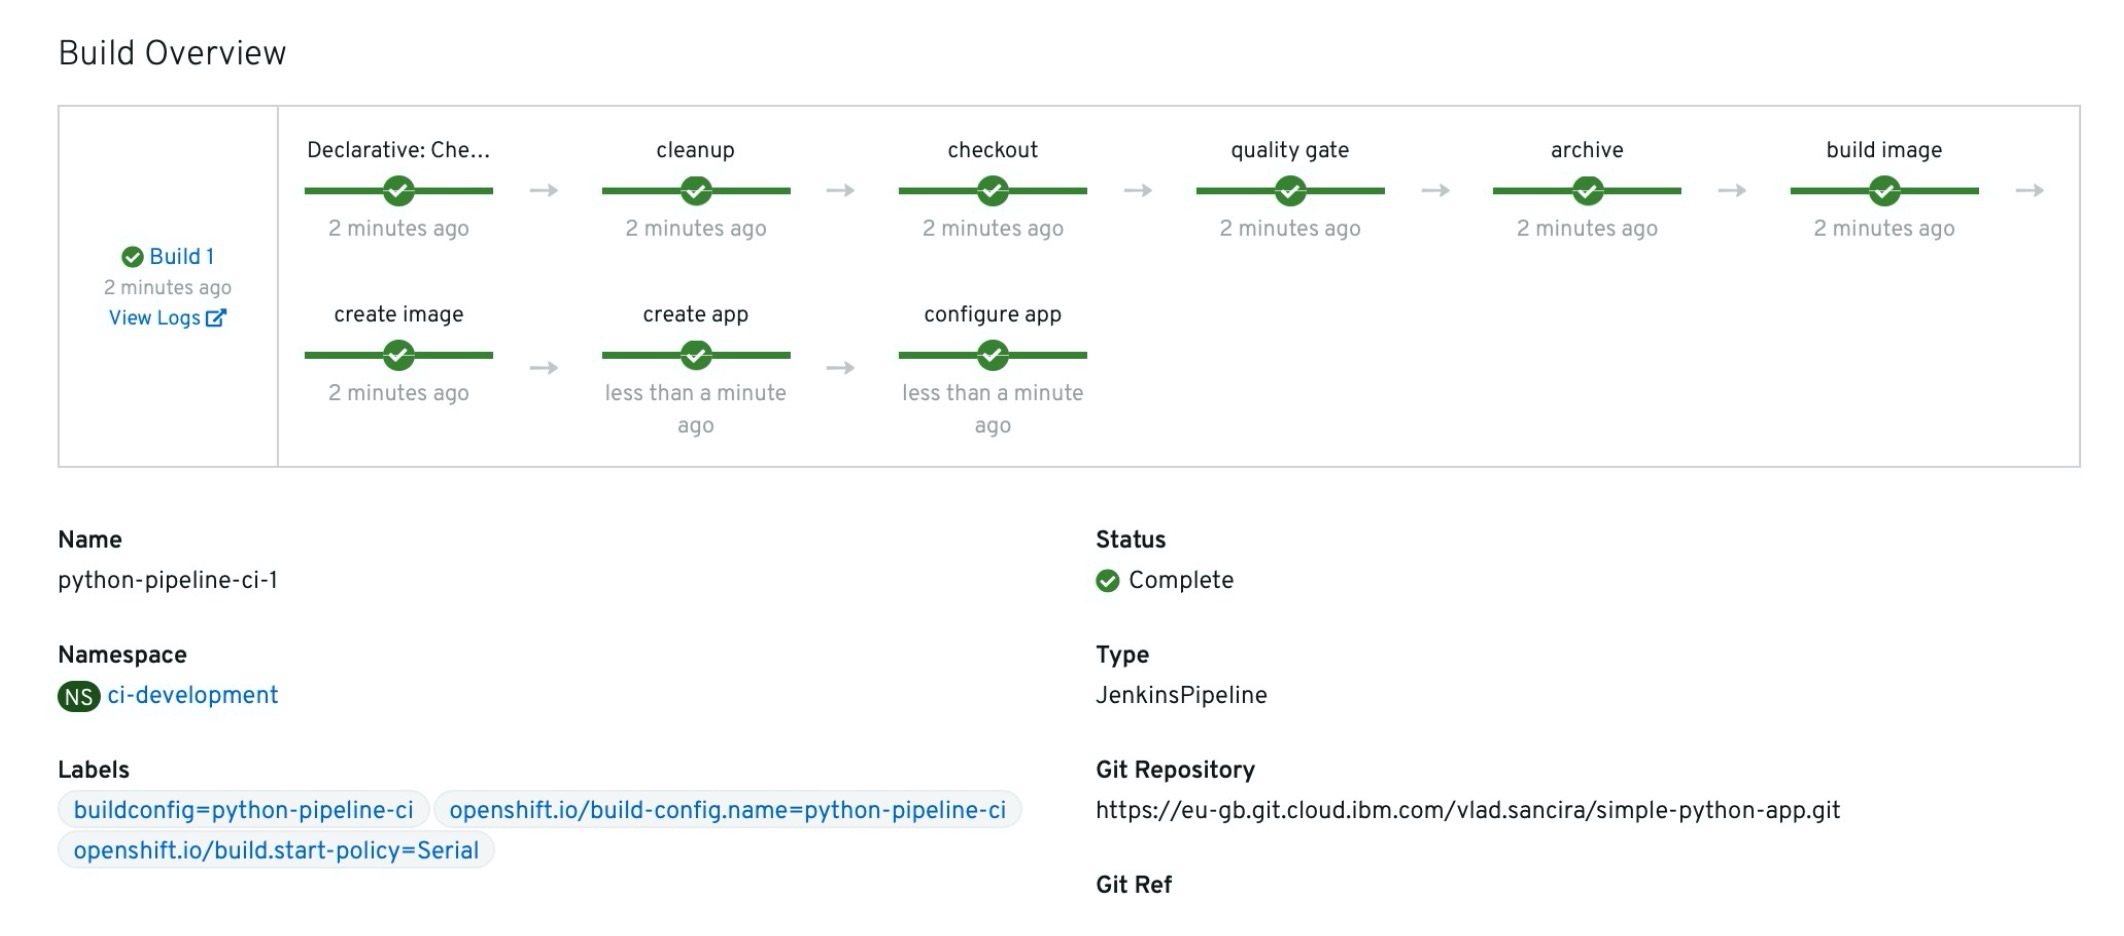 Build Overview
Build 1
2 minutes ago
View Logs
Declarative: Che...
2 minutes ago
cleanup
2 minutes ago
checkout
2 minutes ago
quality gate
2 minutes ago
archive
2 minutes ago
build image
2 minutes ago
create image
2 minutes ago
create app
less than a minute
ago
configure app
less than a minute
ago
Name
python-pipeline-ci-1
Namespace
NS ci-development
Labels
buildconfig=python-pipeline-ci openshift.io/build-config.name=python-pipeline-ci
openshift.io/build.start-policy=Serial
Status
Complete
Type
JenkinsPipeline
Git Repository
https://eu-gb.git.cloud.ibm.com/vlad.sancira/simple-python-app.git
Git Ref